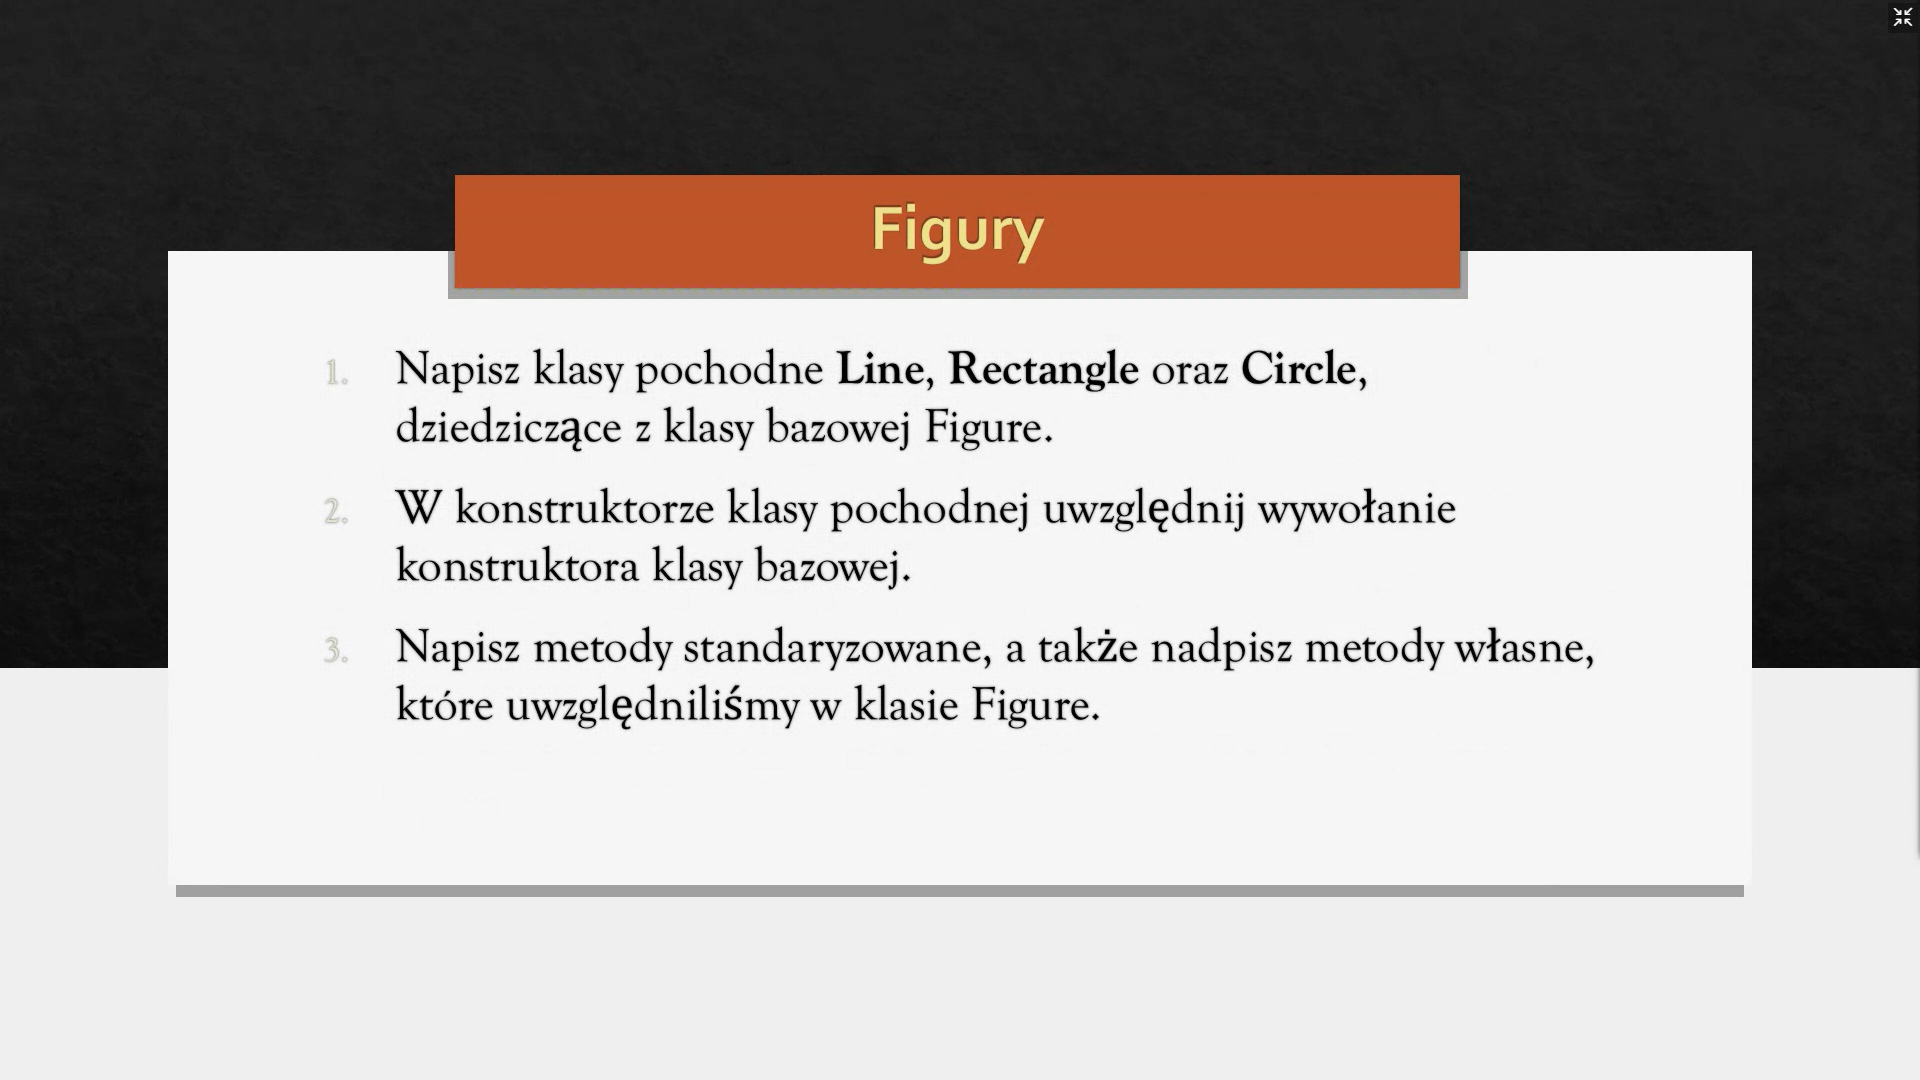 Figury
1. Napisz klasy pochodne Line, Rectangle oraz Circle,
dziedziczące z klasy bazowej Figure.
2. W konstruktorze klasy pochodnej uwzględnij wywołanie
konstruktora klasy bazowej.
3. Napisz metody standaryzowane, a także nadpisz metody własne,
które uwzględniliśmy w klasie Figure.